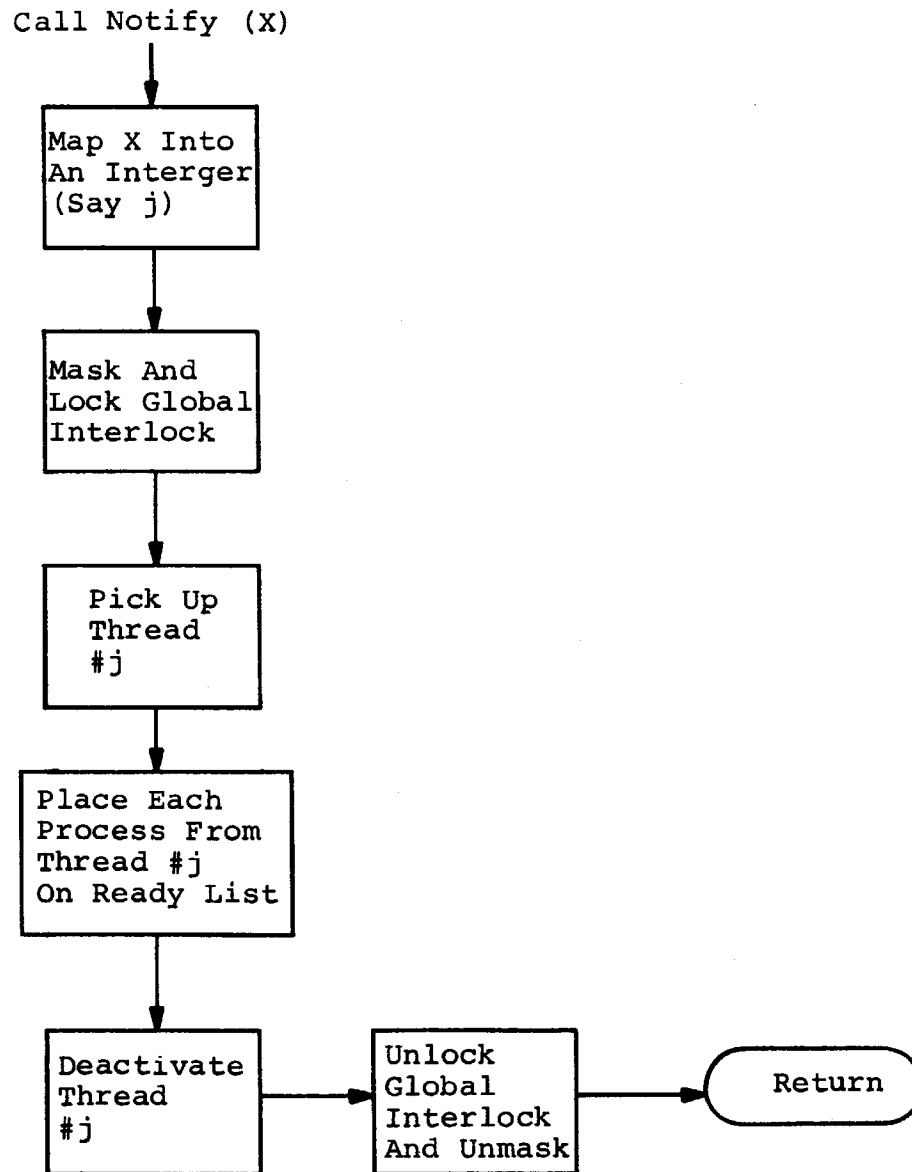 Call Notify (X)
Map X Into
An Interger
(Say j)
Mask And
Lock Global
Interlock
Pick Up
Thread
#j
Place Each
Process From
Thread #j
On Ready List
Deactivate
Thread
#j
Unlock
Global
Interlock
And Unmask
Return